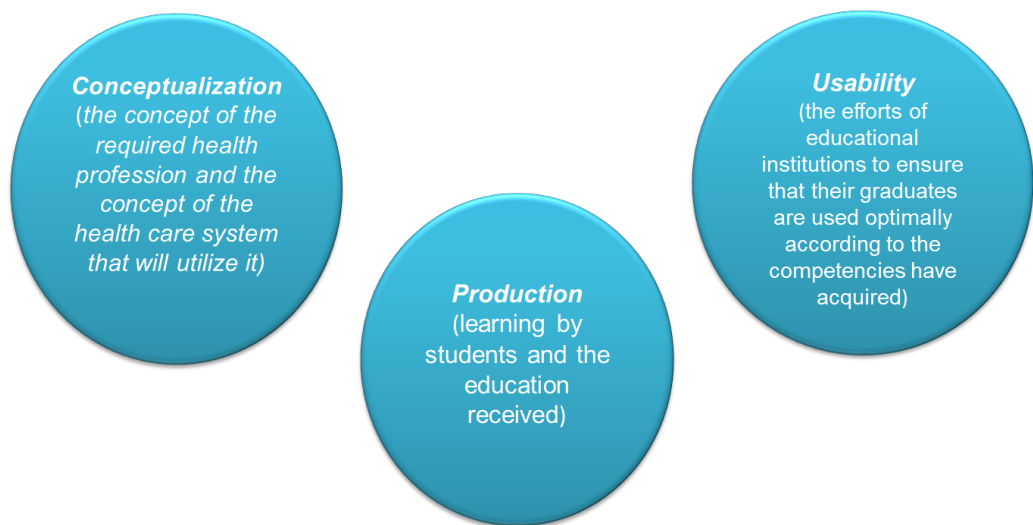 Conceptualization
(the concept of the
required health
profession and the
concept of the
health care system
that will utilize it)
Production
(learning by
students and the
education
received)
Usability
(the efforts of
educational
institutions to ensure
that their graduates
are used optimally
according to the
competencies have
acquired)